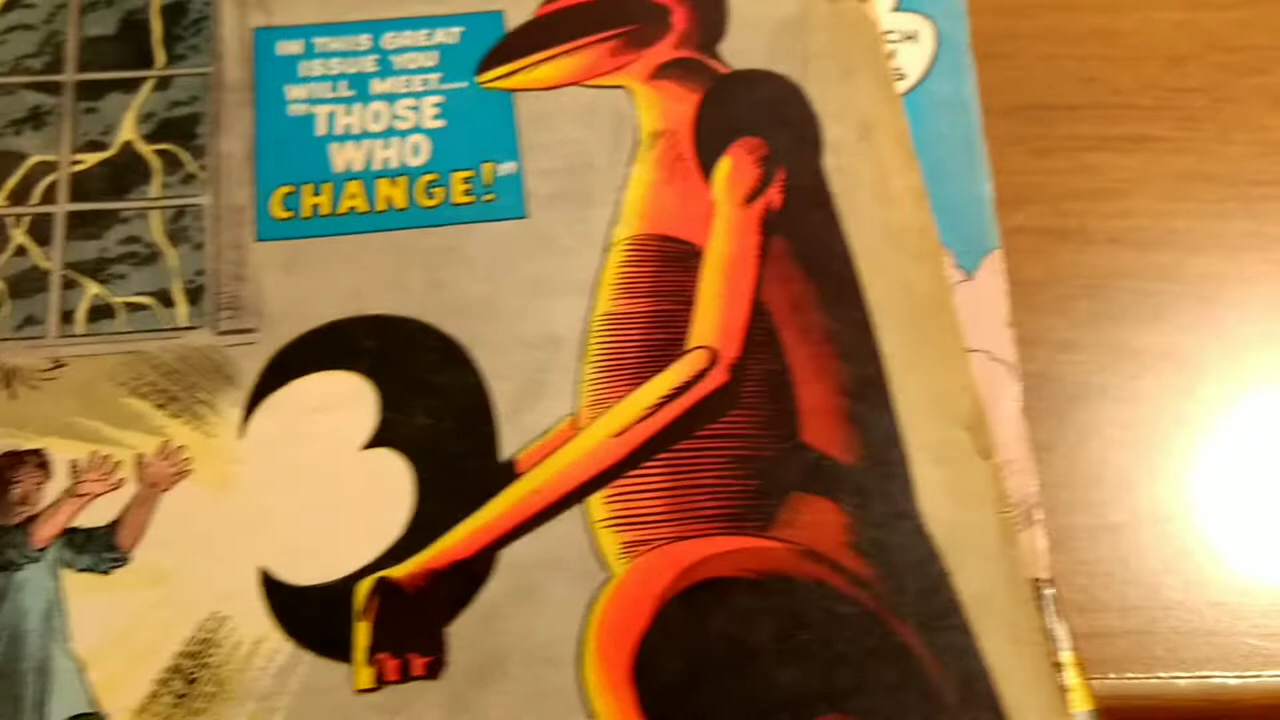 IN THIS GREAT
ISSUE YOU
WILL MEET...
"THOSE
WHO
CHANGE!"